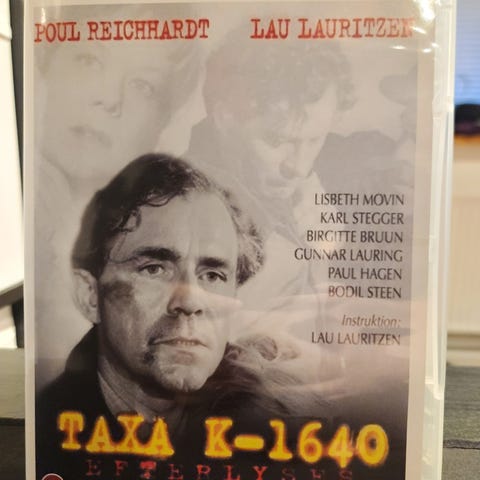 POUL REICHHARDT LAU LAURITZEN
LISBETH MOVIN
KARL STEGGER
BIRGITTE BRUUN
GUNNAR LAURING
PAUL HAGEN
BODIL STEEN
Instruktion:
LAU LAURITZEN
TAXA K-1640
EFTERLYSES